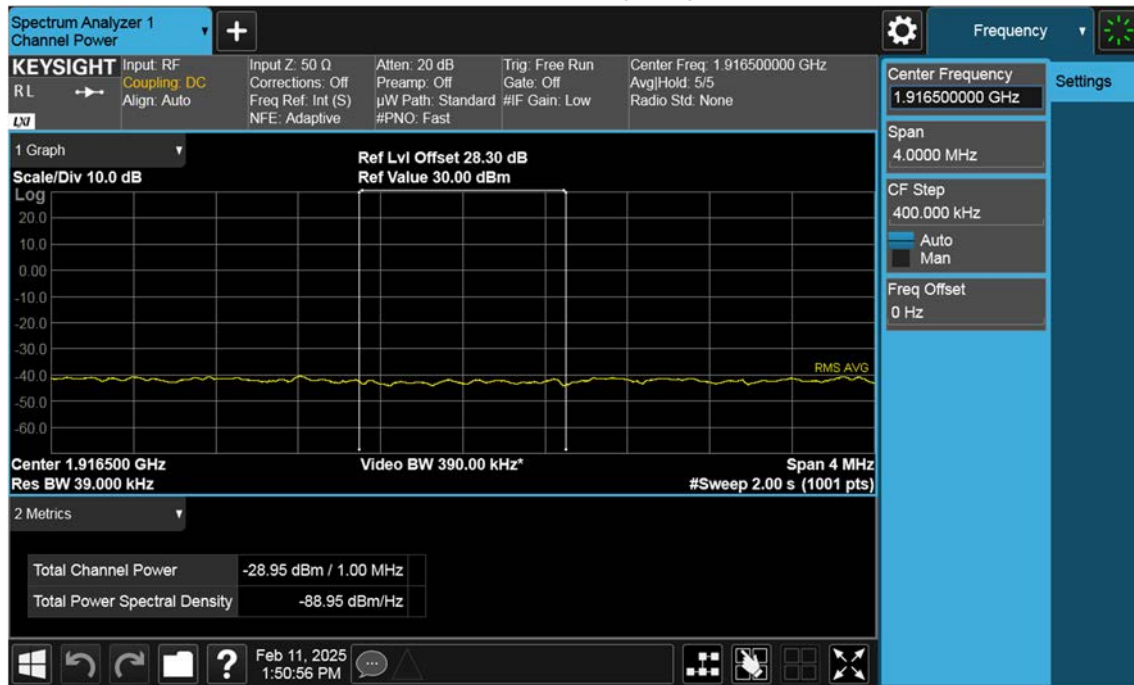 Spectrum Analyzer 1
Channel Power
+
Frequency
KEYSIGHT
RL
LXI
Input: RF
Coupling: DC
Align: Auto
Input Z: 50 Ω
Corrections: Off
Freq Ref: Int (S)
NFE: Adaptive
Atten: 20 dB
Preamp: Off
µW Path: Standard
#PNO: Fast
Trig: Free Run
Gate: Off
#IF Gain: Low
Center Freq: 1.916500000 GHz
Avg|Hold: 5/5
Radio Std: None
Center Frequency
1.916500000 GHz
Settings
Span
4.0000 MHz
CF Step
400.000 kHz
Auto
Man
Freq Offset
0 Hz
1 Graph
Scale/Div 10.0 dB
Ref Lvl Offset 28.30 dB
Ref Value 30.00 dBm
Log
20.0
10.0
0.00
-10.0
-20.0
-30.0
-40.0
-50.0
-60.0
RMS AVG
Center 1.916500 GHz
Res BW 39.000 kHz
Video BW 390.00 kHz*
Span 4 MHz
#Sweep 2.00 s (1001 pts)
2 Metrics
Total Channel Power -28.95 dBm / 1.00 MHz
Total Power Spectral Density -88.95 dBm/Hz
?
Feb 11, 2025
1:50:56 PM